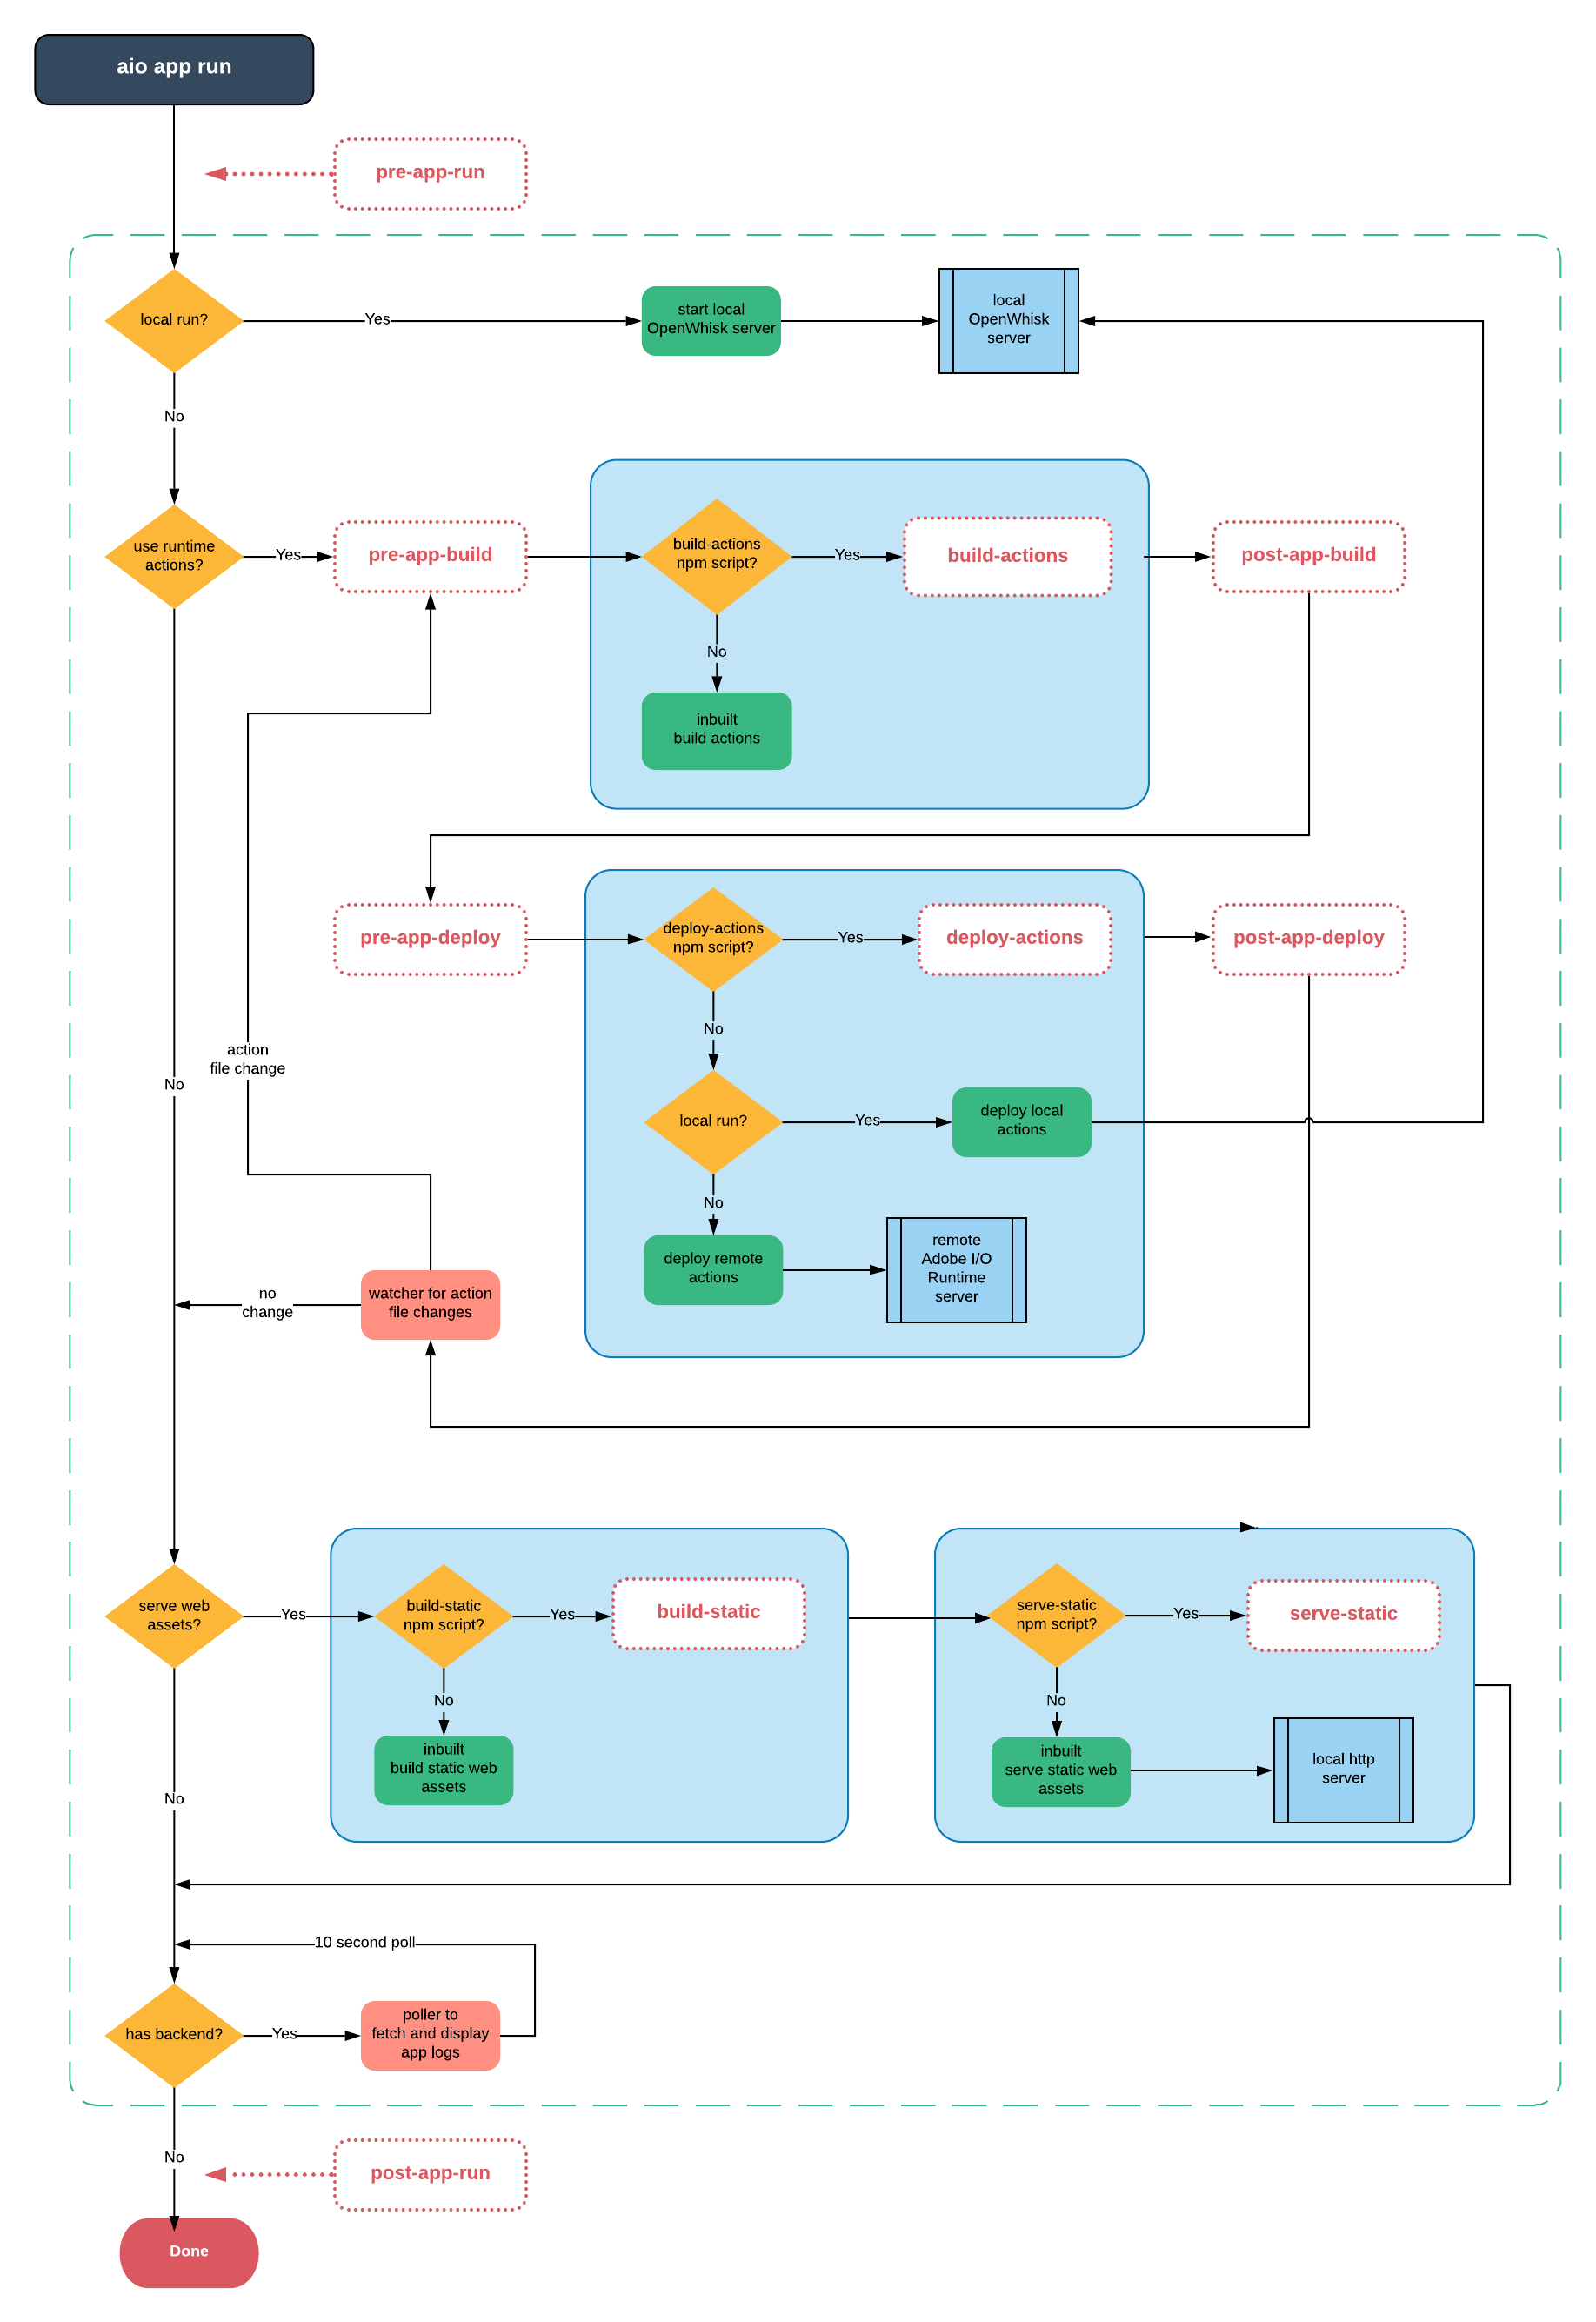 aio app run
pre-app-run
local run?
Yes
start local
OpenWhisk server
local
OpenWhisk
server
No
use runtime
actions?
Yes
pre-app-build
build-actions
npm script?
Yes
build-actions
post-app-build
No
inbuilt
build actions
pre-app-deploy
deploy-actions
npm script?
Yes
deploy-actions
post-app-deploy
No
action
file change
No
local run?
Yes
deploy local
actions
No
deploy remote
actions
remote
Adobe I/O
Runtime
server
watcher for action
file changes
no
change
serve web
assets?
Yes
build-static
npm script?
Yes
build-static
serve-static
npm script?
Yes
serve-static
No
inbuilt
build static web
assets
No
inbuilt
serve static web
assets
local http
server
No
10 second poll
has backend?
Yes
poller to
fetch and display
app logs
No
post-app-run
Done